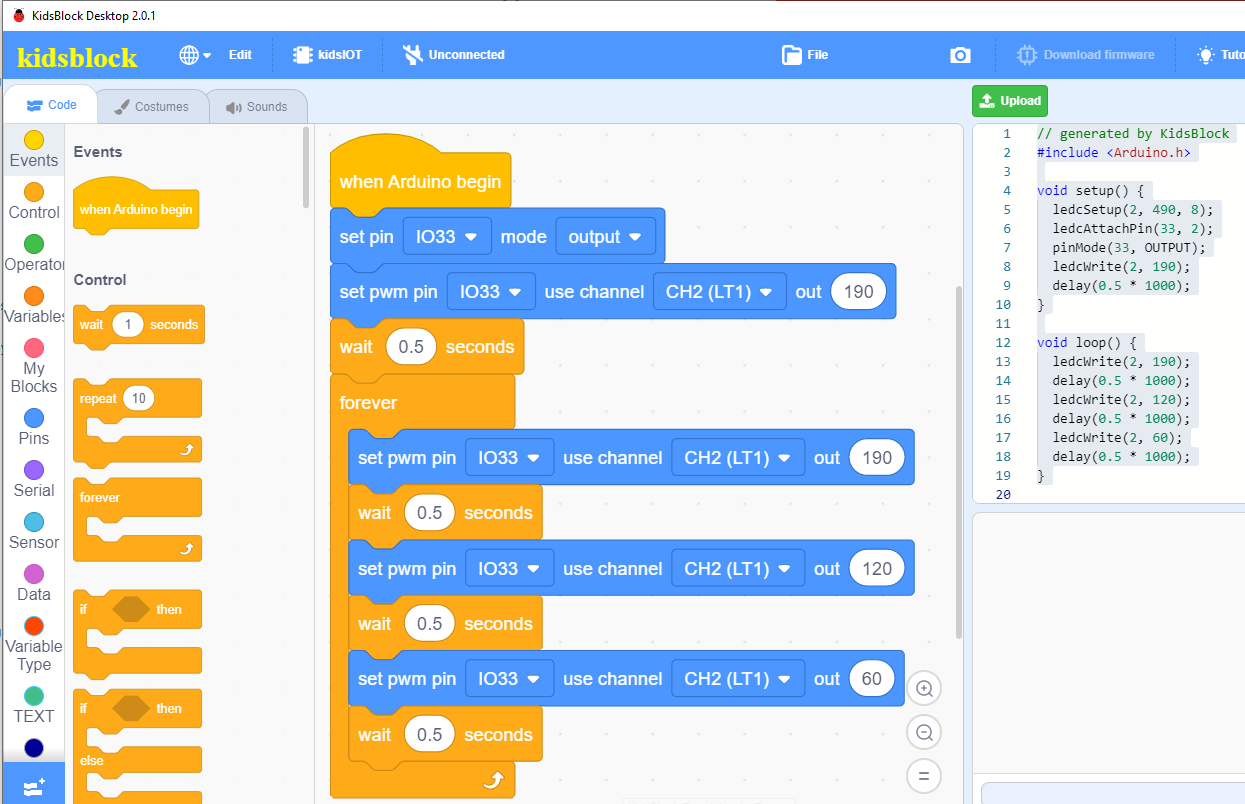 KidsBlock Desktop 2.0.1
kidsblock
Edit
kidsIOT
Unconnected
File
Download firmware
Tuto
Code
Costumes
Sounds
Upload
Events
Control
Operator
Variables
My
Blocks
Pins
Serial
Sensor
Data
Variable
Type
TEXT
Events
when Arduino begin
Control
wait 1 seconds
repeat 10
forever
if then
if then
else
when Arduino begin
set pin IO33 mode output
set pwm pin IO33 use channel CH2 (LT1) out 190
wait 0.5 seconds
forever
set pwm pin IO33 use channel CH2 (LT1) out 190
wait 0.5 seconds
set pwm pin IO33 use channel CH2 (LT1) out 120
wait 0.5 seconds
set pwm pin IO33 use channel CH2 (LT1) out 60
wait 0.5 seconds
1 // generated by KidsBlock
2 #include <Arduino.h>
3
4 void setup() {
5 ledcSetup(2, 490, 8);
6 ledcAttachPin(33, 2);
7 pinMode(33, OUTPUT);
8 ledcWrite(2, 190);
9 delay(0.5 * 1000);
10 }
11
12 void loop() {
13 ledcWrite(2, 190);
14 delay(0.5 * 1000);
15 ledcWrite(2, 120);
16 delay(0.5 * 1000);
17 ledcWrite(2, 60);
18 delay(0.5 * 1000);
19 }
20